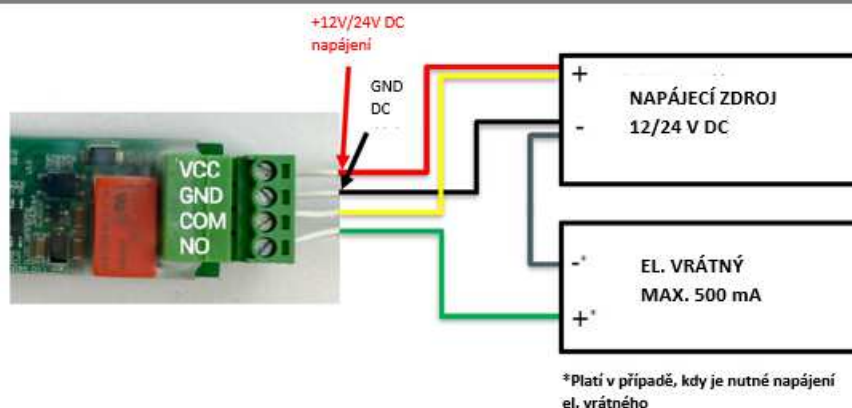 +12V/24V DC
napájení
GND
DC
VCC
GND
COM
NO
+
NAPÁJECÍ ZDROJ
-
12/24 V DC
-*
EL. VRÁTNÝ
MAX. 500 mA
+*
*Platí v případě, kdy je nutné napájení
el. vrátného